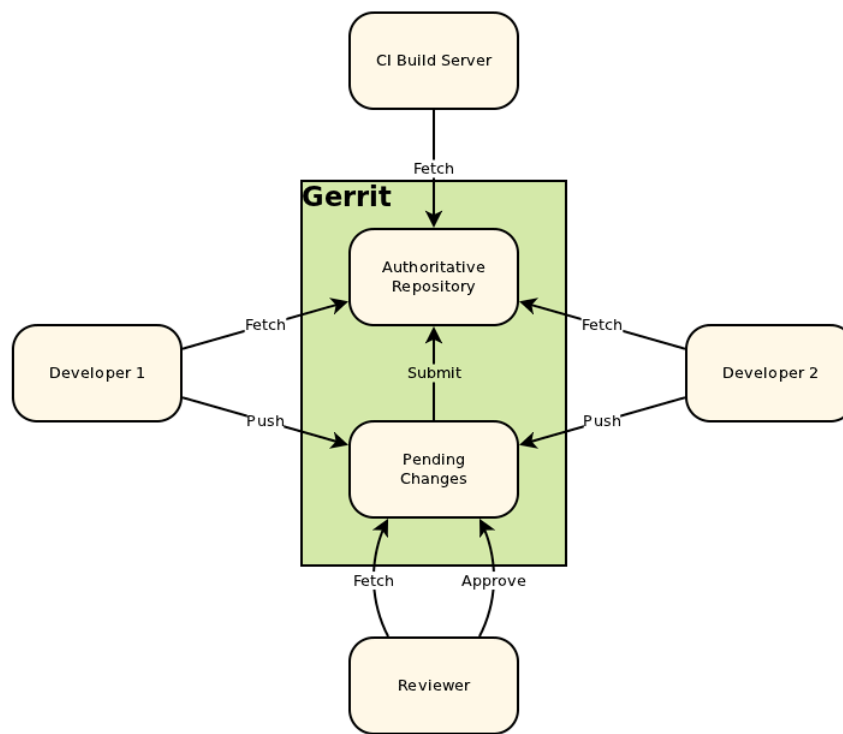 CI Build Server
Fetch
Gerrit
Authoritative
Repository
Fetch
Fetch
Developer 1
Submit
Developer 2
Push
Push
Pending
Changes
Fetch
Approve
Reviewer